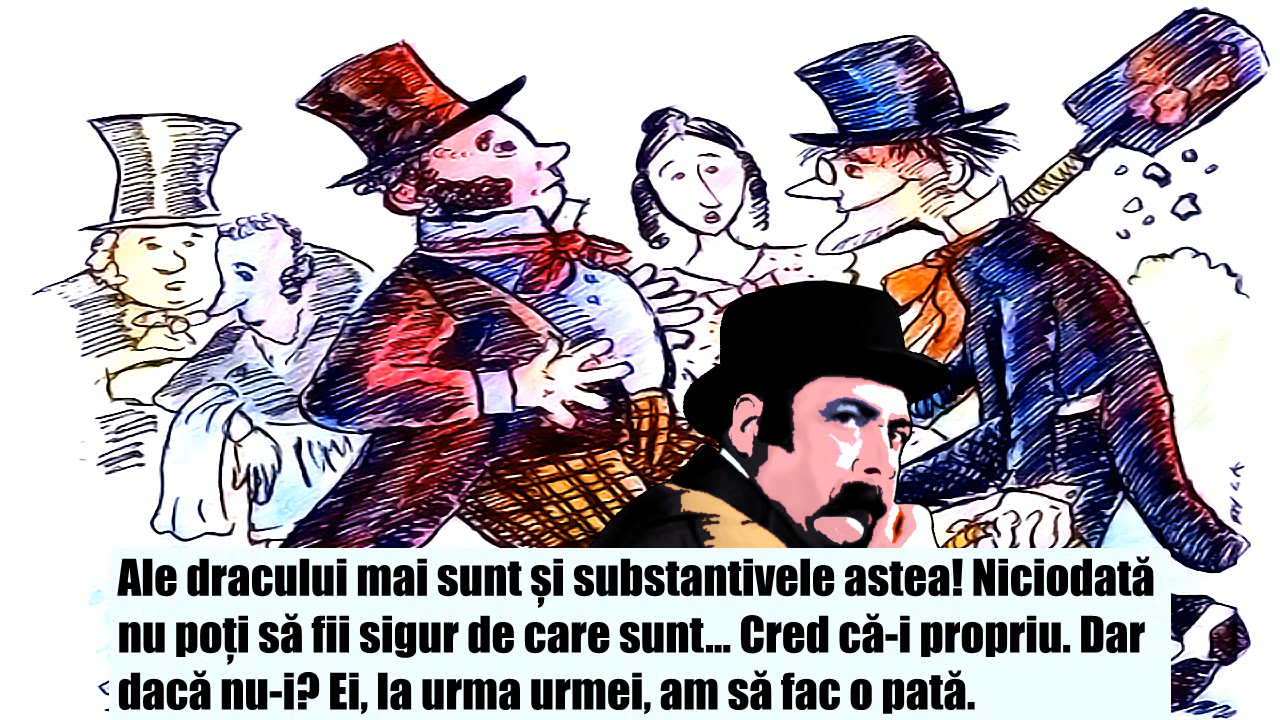 Ale dracului mai sunt și substantivele astea! Niciodată
nu poți să fii sigur de care sunt... Cred că-i propriu. Dar
dacă nu-i? Ei, la urma urmei, am să fac o pată.